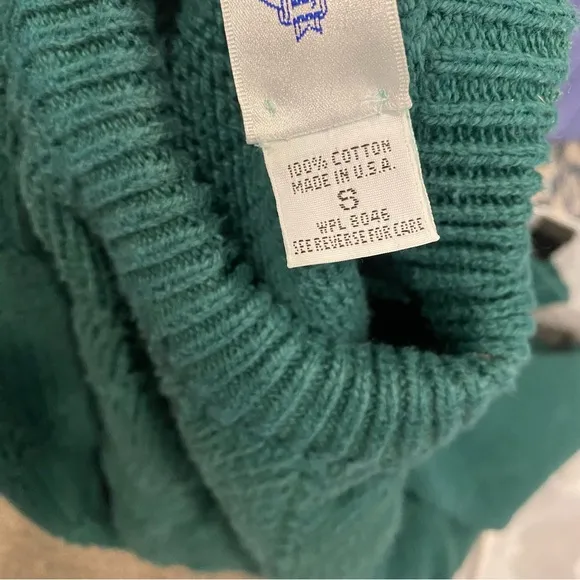 100% COTTON
MADE IN U.S.A.
S
WPL 8046
SEE REVERSE FOR CARE